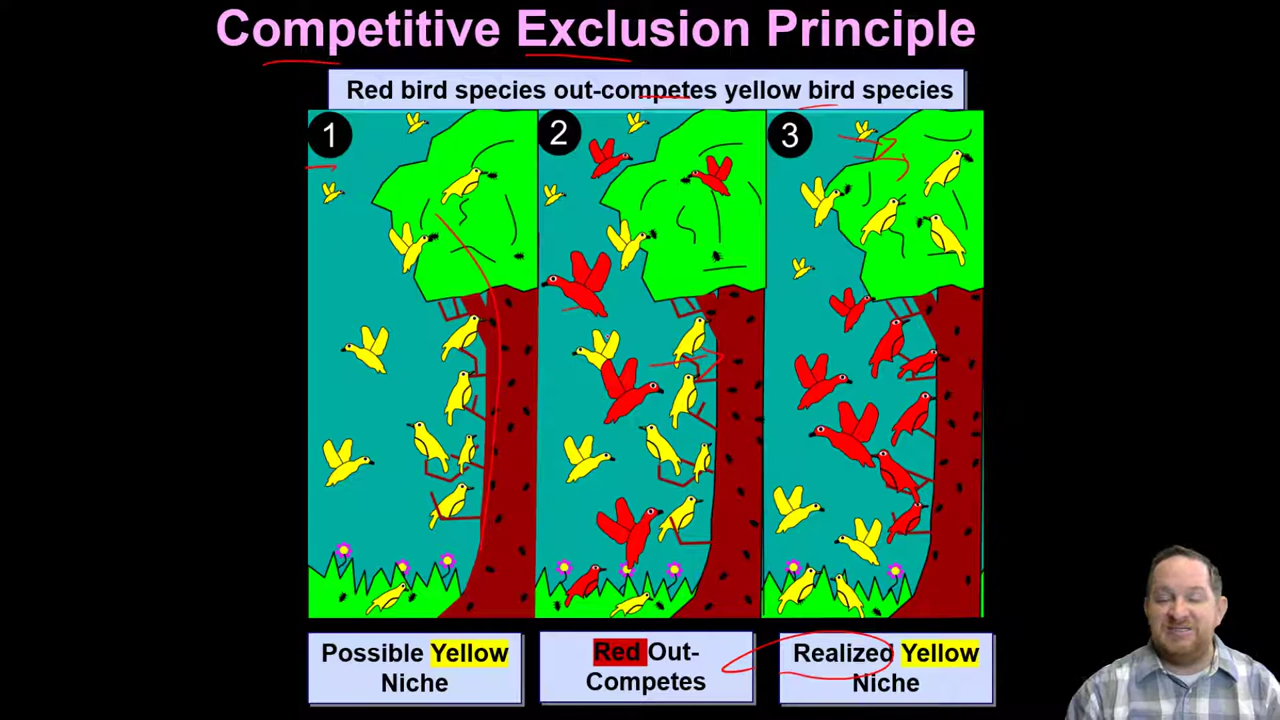 Competitive Exclusion Principle
Red bird species out-competes yellow bird species
1
2
3
Possible Yellow
Niche
Red Out-
Competes
Realized Yellow
Niche